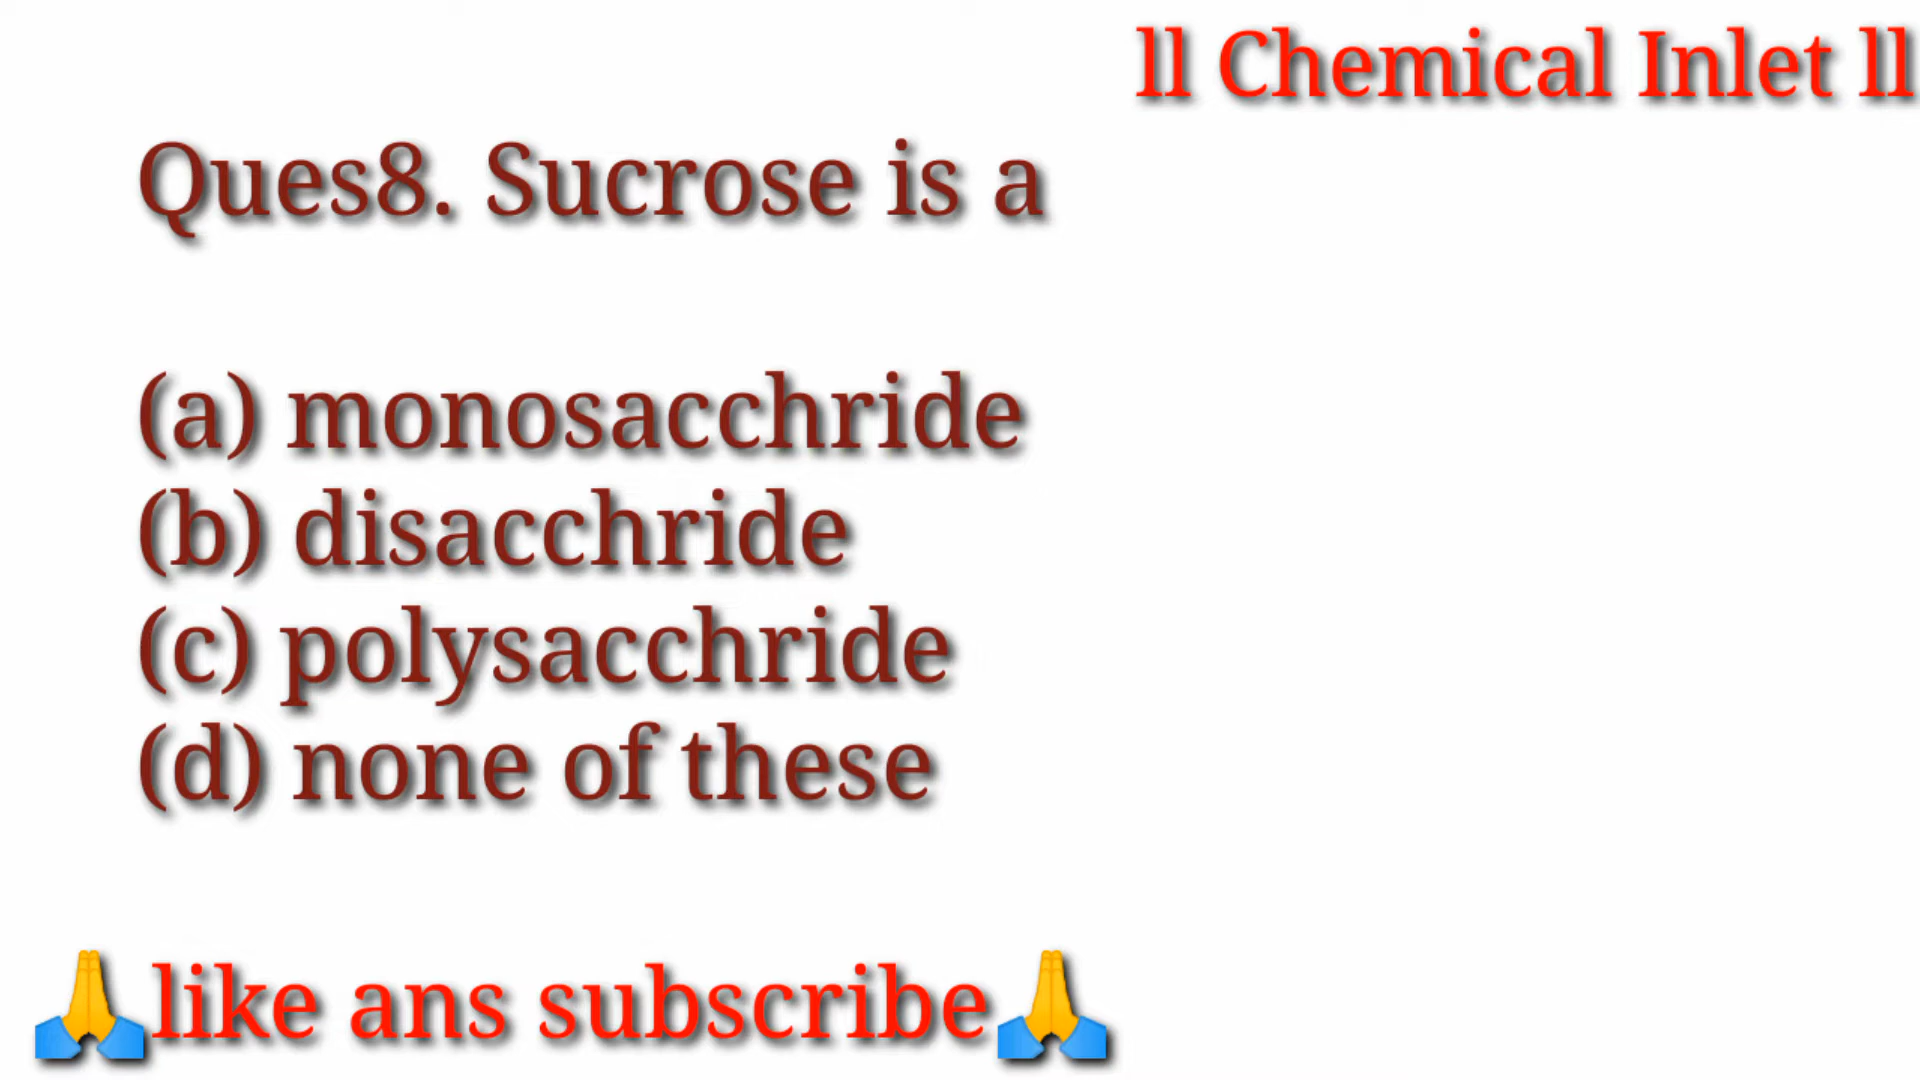 ll Chemical Inlet ll
Ques8. Sucrose is a
(a) monosacchride
(b) disacchride
(c) polysacchride
(d) none of these
🙏like ans subscribe🙏